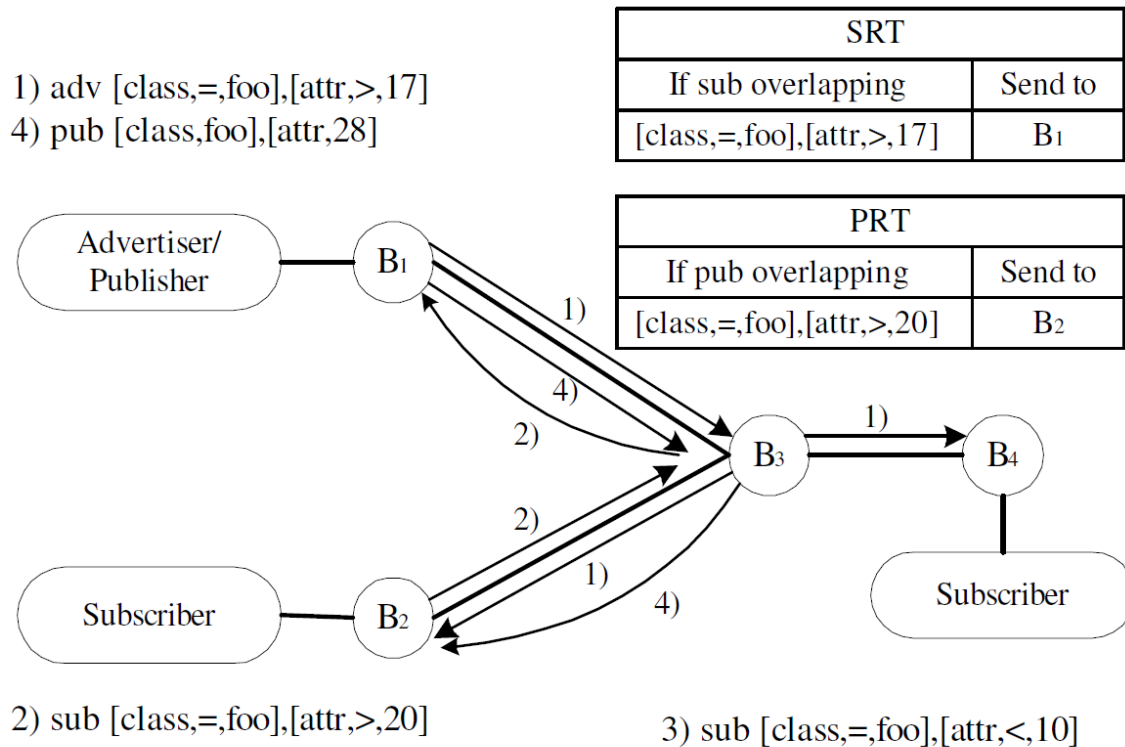 1) adv [class,=,foo],[attr,>,17]
4) pub [class,foo],[attr,28]
SRT
If sub overlapping
Send to
[class,=,foo],[attr,>,17]
B1
PRT
If pub overlapping
Send to
[class,=,foo],[attr,>,20]
B2
Advertiser/
Publisher
B1
1)
4)
2)
B3
1)
B4
2)
1)
4)
Subscriber
B2
Subscriber
2) sub [class,=,foo],[attr,>,20]
3) sub [class,=,foo],[attr,<,10]